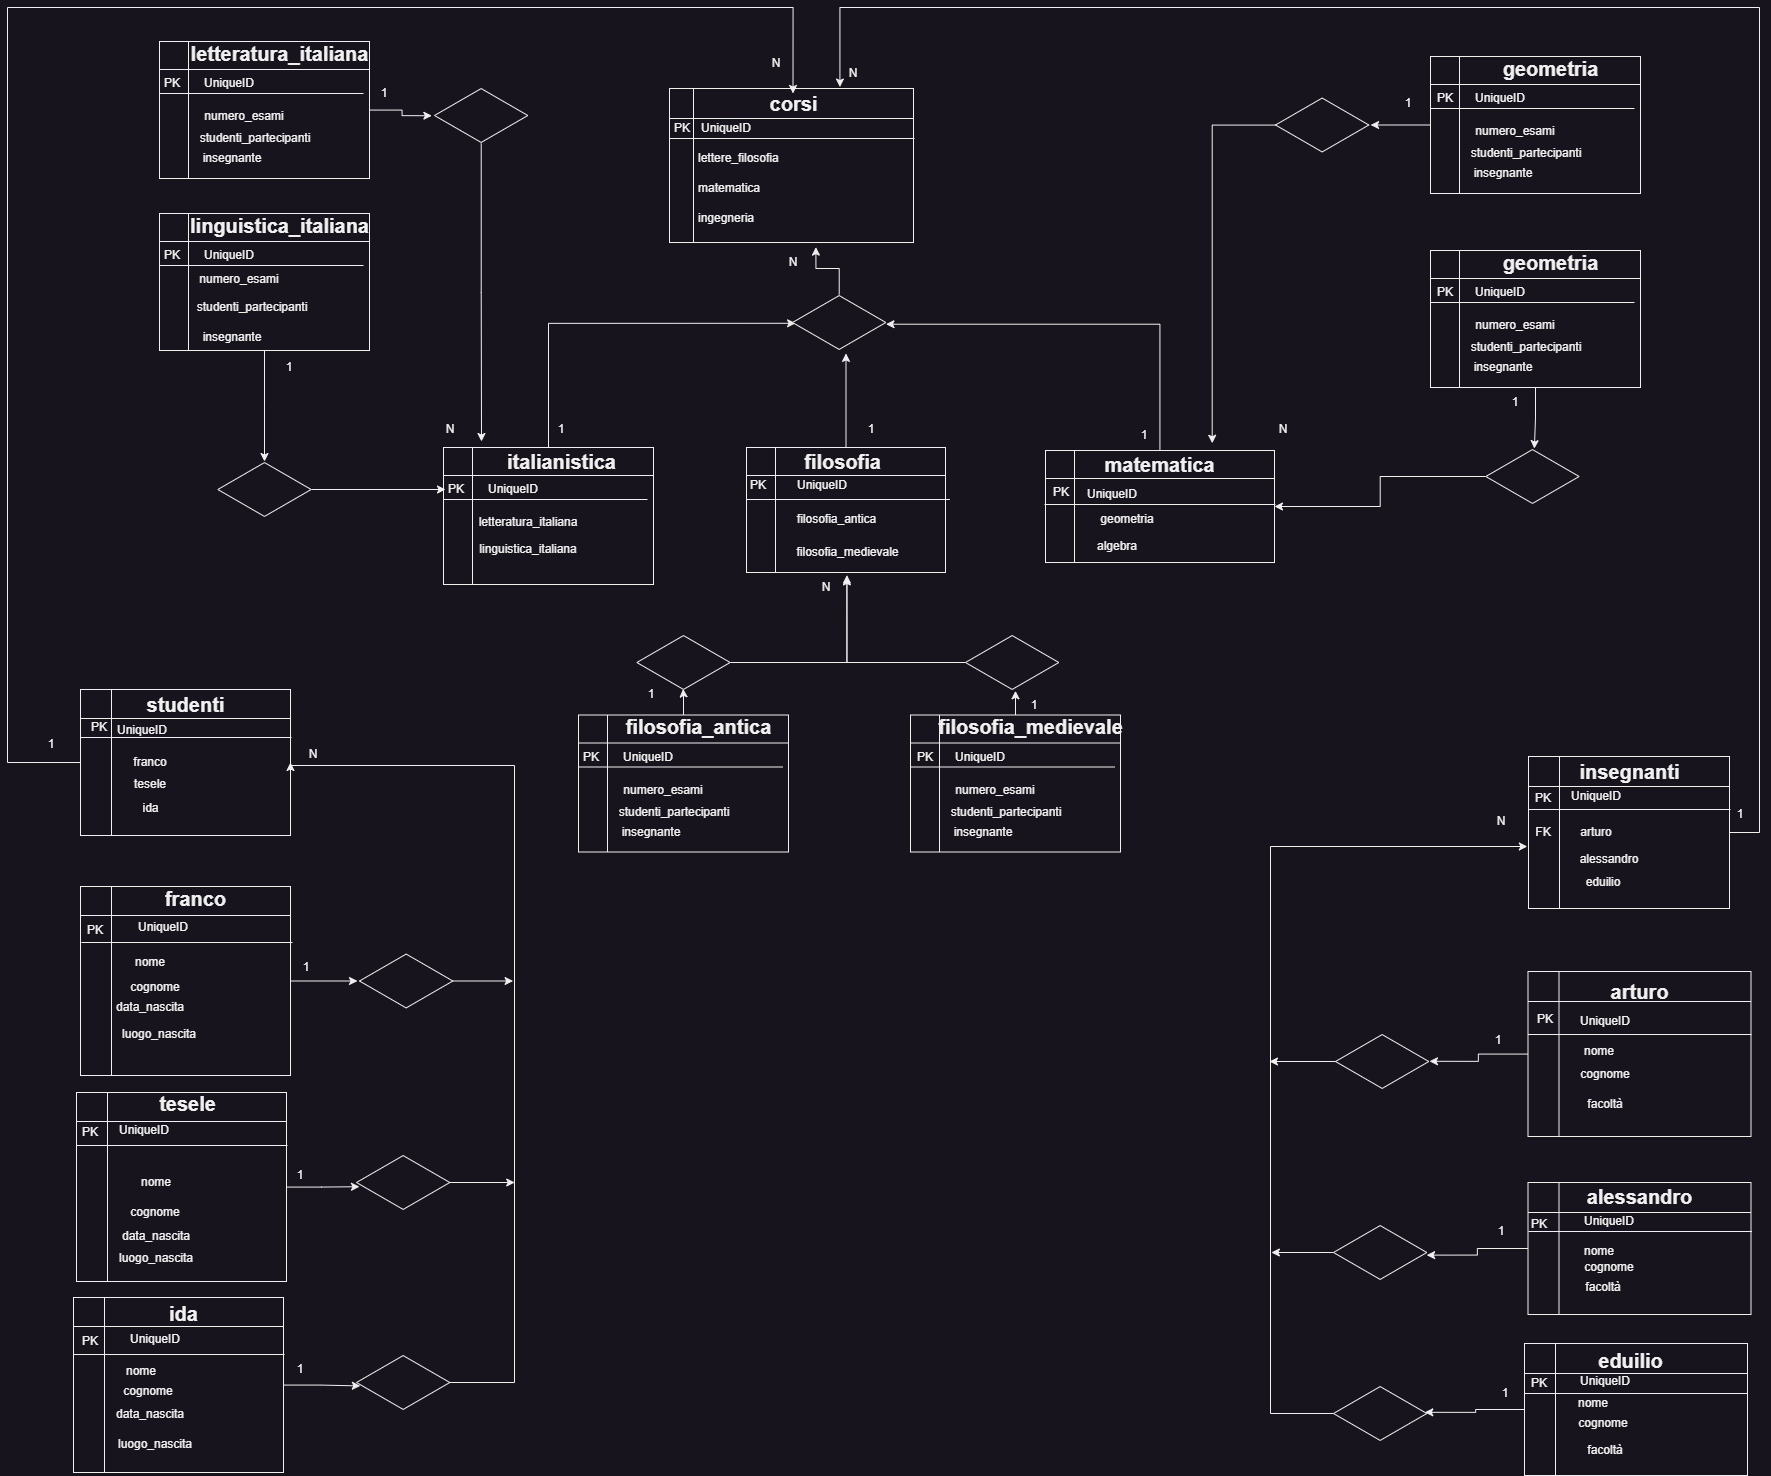 N
N
letteratura_italiana
PK UniqueID
numero_esami
studenti_partecipanti
insegnante
1
corsi
PK UniqueID
lettere_filosofia
matematica
ingegneria
N
geometria
PK UniqueID
numero_esami
studenti_partecipanti
insegnante
1
linguistica_italiana
PK UniqueID
numero_esami
studenti_partecipanti
insegnante
1
geometria
PK UniqueID
numero_esami
studenti_partecipanti
insegnante
1
N
1
italianistica
PK UniqueID
letteratura_italiana
linguistica_italiana
1
filosofia
PK UniqueID
filosofia_antica
filosofia_medievale
N
1
N
matematica
PK UniqueID
geometria
algebra
1
filosofia_antica
PK UniqueID
numero_esami
studenti_partecipanti
insegnante
1
filosofia_medievale
PK UniqueID
numero_esami
studenti_partecipanti
insegnante
1
studenti
PK UniqueID
franco
tesele
ida
N
franco
PK UniqueID
nome
cognome
data_nascita
luogo_nascita
1
tesele
PK UniqueID
nome
cognome
data_nascita
luogo_nascita
1
ida
PK UniqueID
nome
cognome
data_nascita
luogo_nascita
1
insegnanti
PK UniqueID
FK arturo
alessandro
eduilio
N
1
arturo
PK UniqueID
nome
cognome
facoltà
1
alessandro
PK UniqueID
nome
cognome
facoltà
1
eduilio
PK UniqueID
nome
cognome
facoltà
1